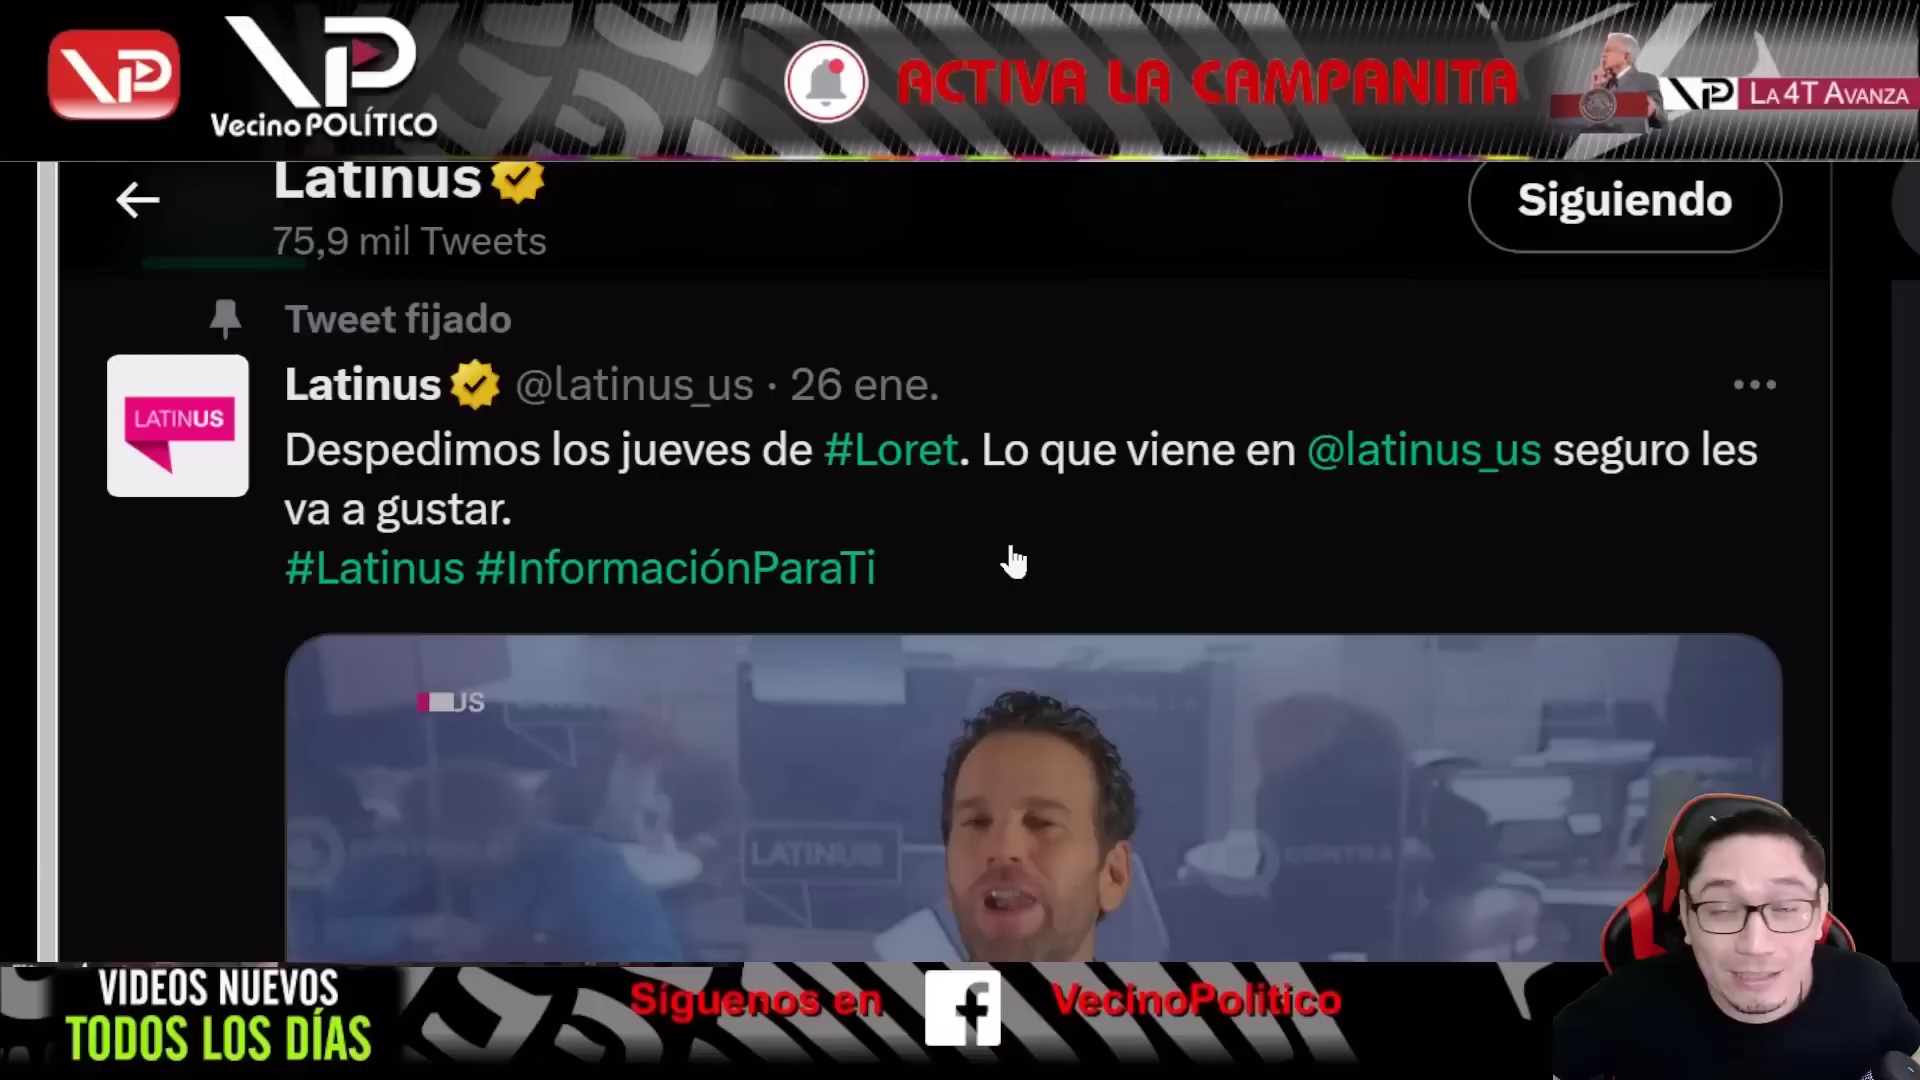 VP
VP
Vecino POLÍTICO
ACTIVA LA CAMPANITA
VP LA 4T AVANZA
Latinus
75,9 mil Tweets
Siguiendo
Tweet fijado
LATINUS
Latinus @latinus_us · 26 ene.
Despedimos los jueves de #Loret. Lo que viene en @latinus_us seguro les
va a gustar.
#Latinus #InformaciónParaTi
US
LATINUS
CONTRA
VIDEOS NUEVOS
TODOS LOS DÍAS
Síguenos en
VecinoPolitico